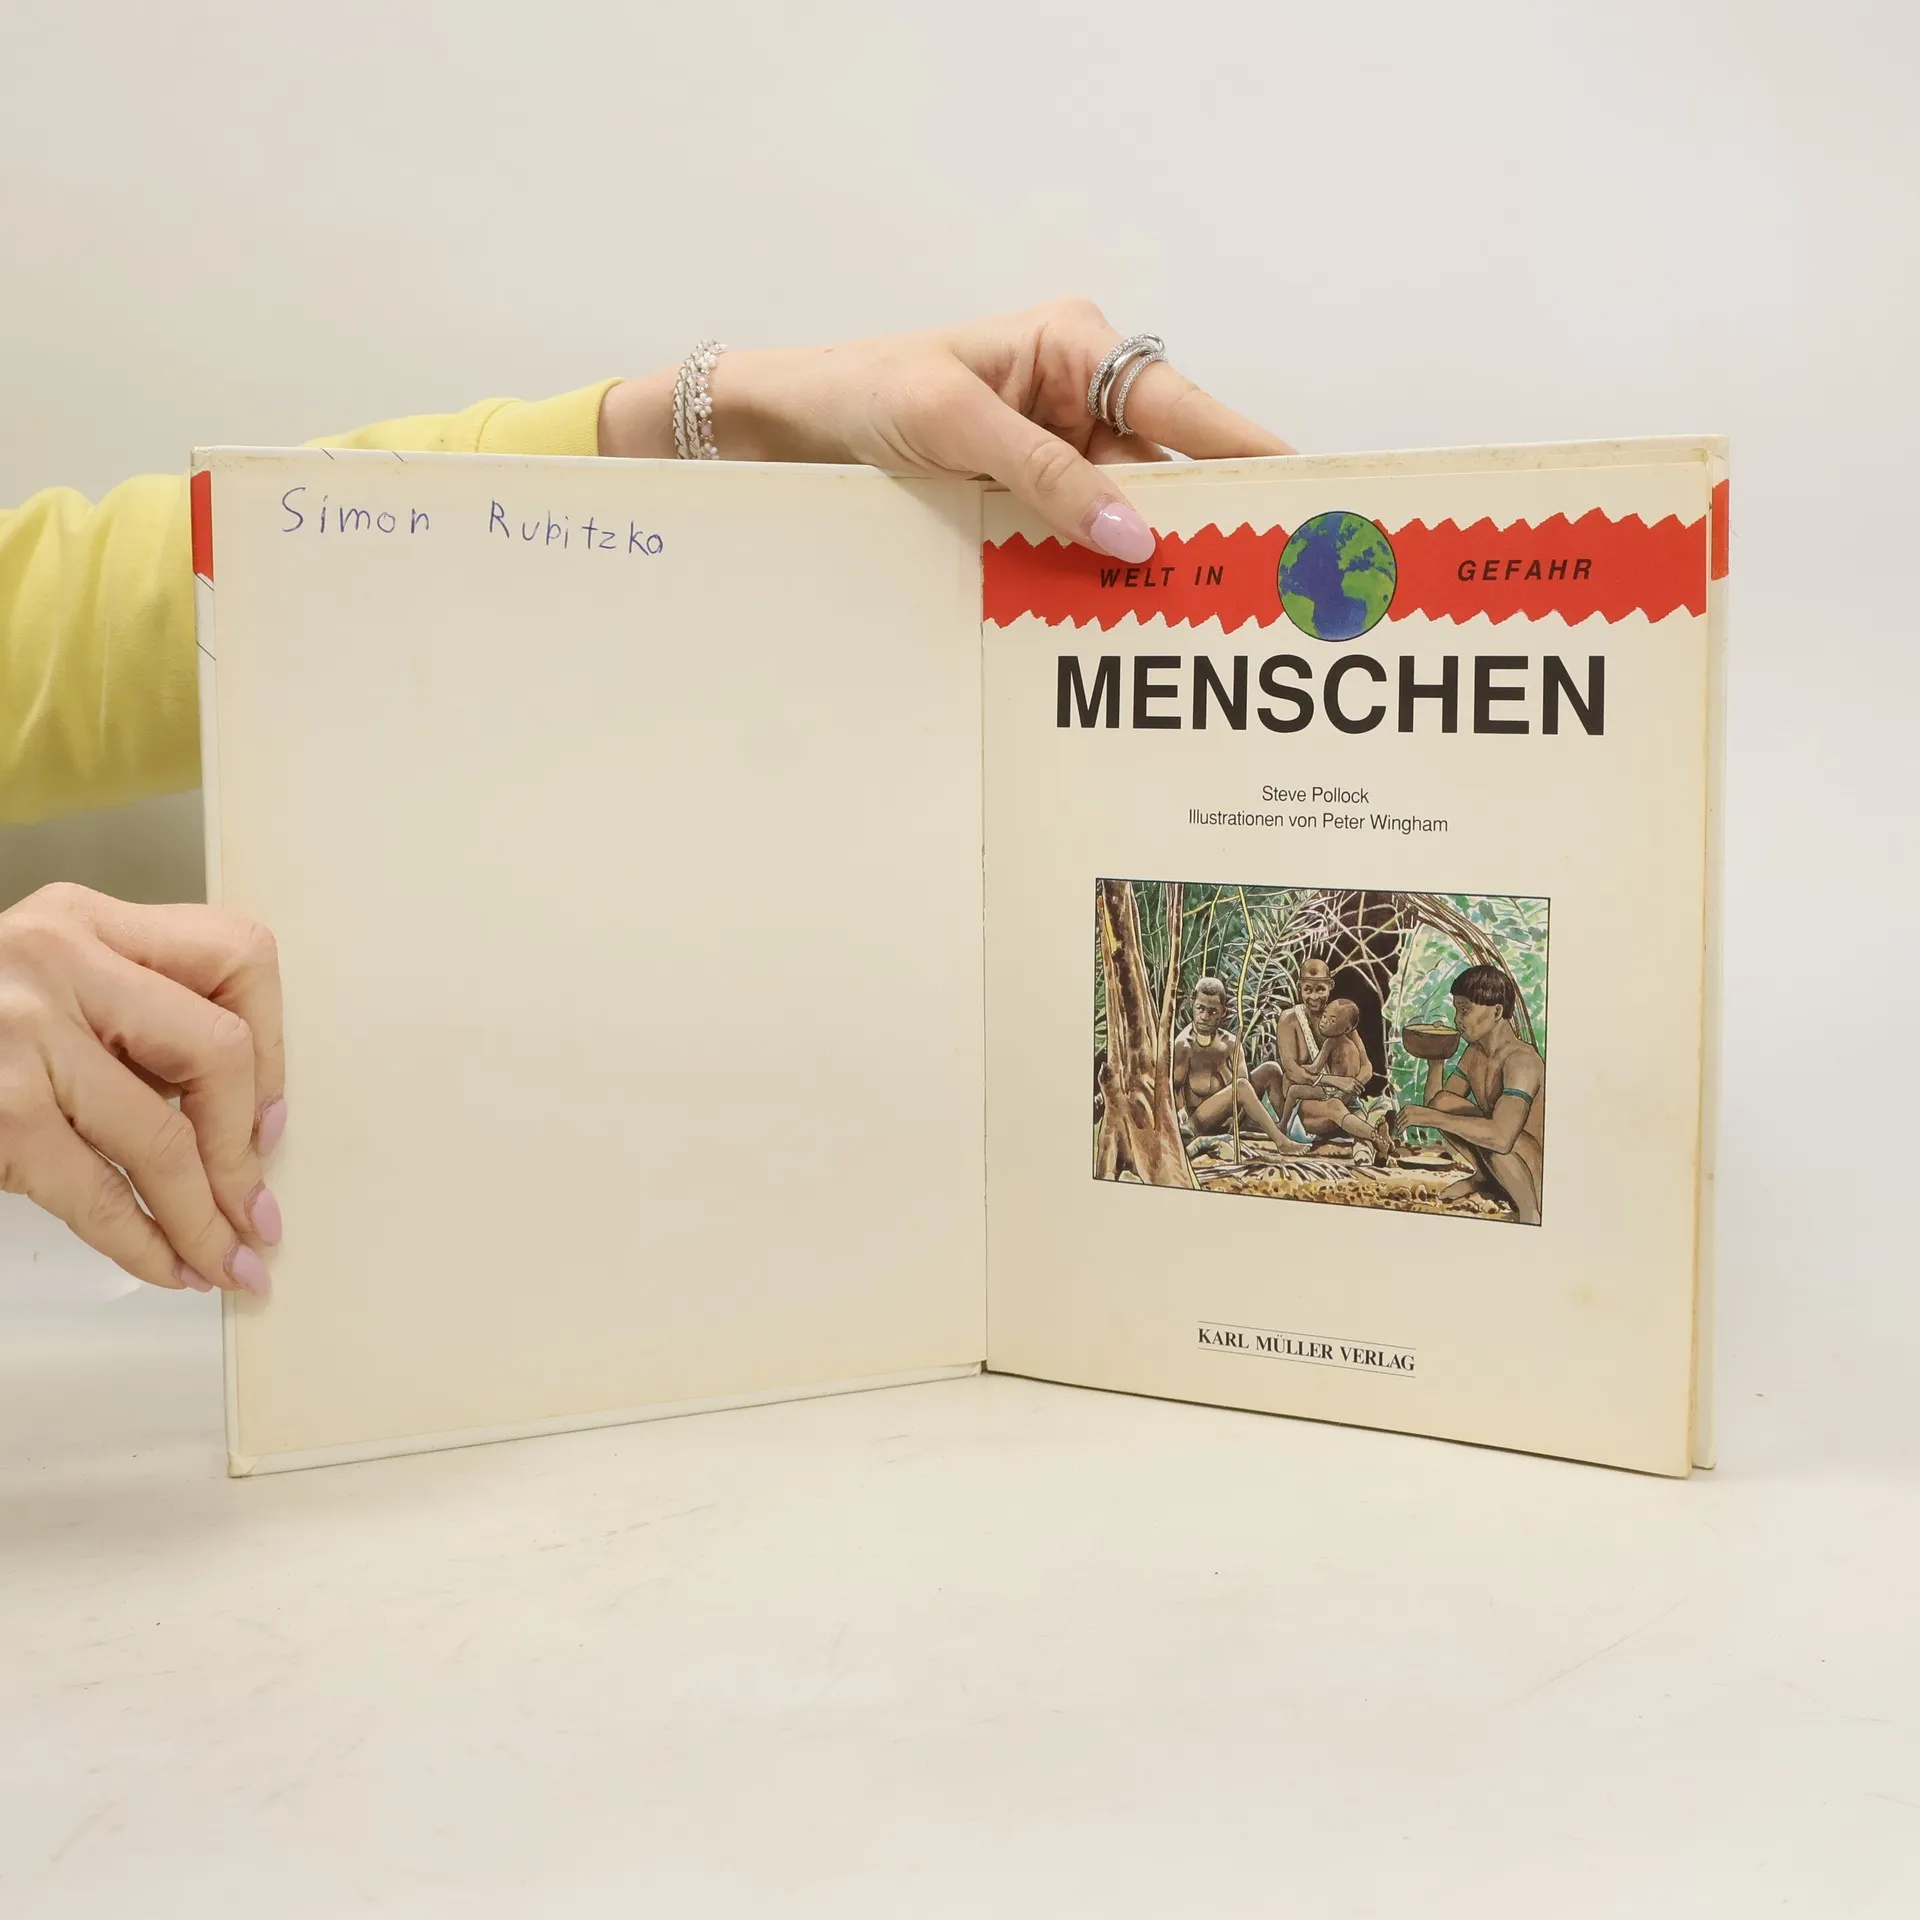 Simon Rubitzko
WELT IN GEFAHR
MENSCHEN
Steve Pollock
Illustrationen von Peter Wingham
KARL MÜLLER VERLAG